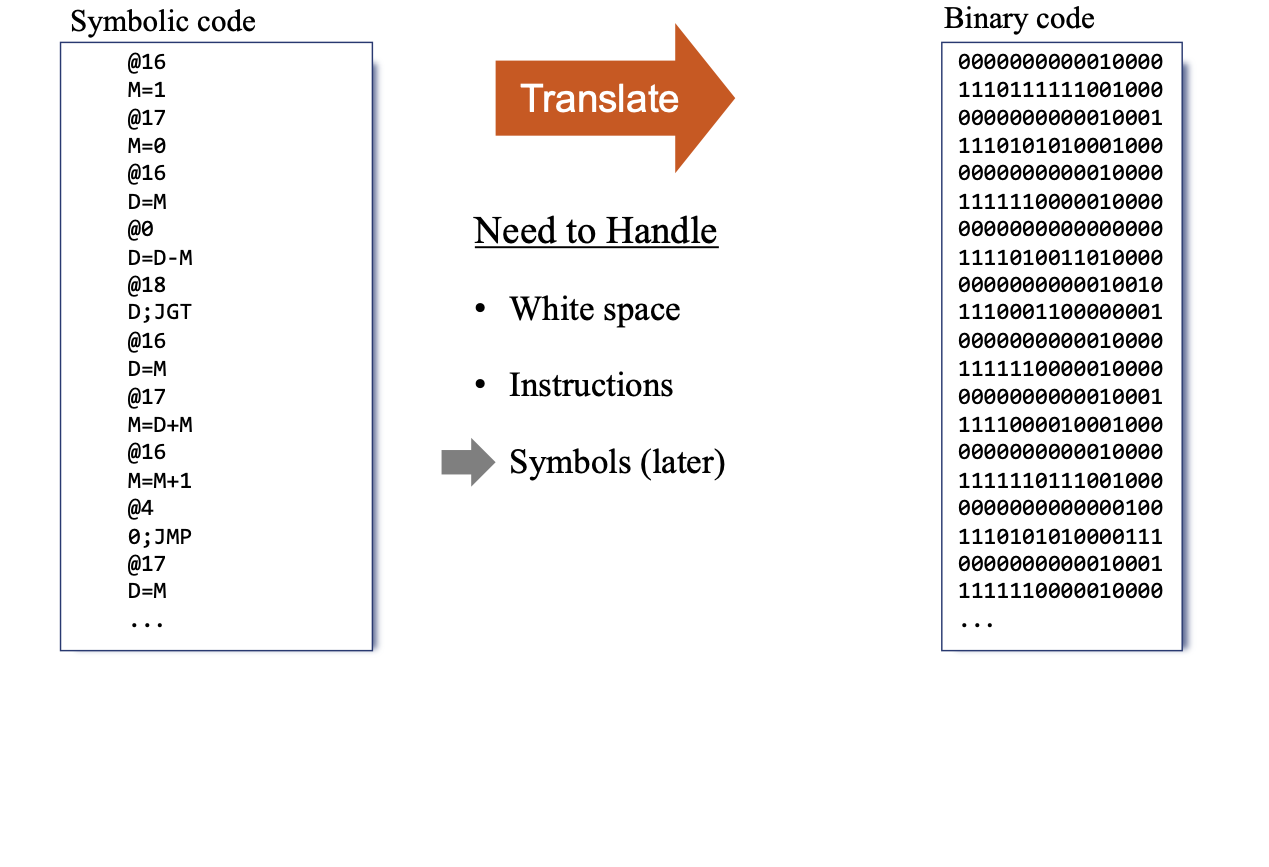 Symbolic code
@16
M=1
@17
M=0
@16
D=M
@0
D=D-M
@18
D;JGT
@16
D=M
@17
M=D+M
@16
M=M+1
@4
0;JMP
@17
D=M
...
Translate
Need to Handle
• White space
• Instructions
Symbols (later)
Binary code
0000000000010000
1110111111001000
0000000000010001
1110101010001000
0000000000010000
1111110000010000
0000000000000000
1111010011010000
0000000000010010
1110001100000001
0000000000010000
1111110000010000
0000000000010001
1111000010001000
0000000000010000
1111110111001000
0000000000000100
1110101010000111
0000000000010001
1111110000010000
...